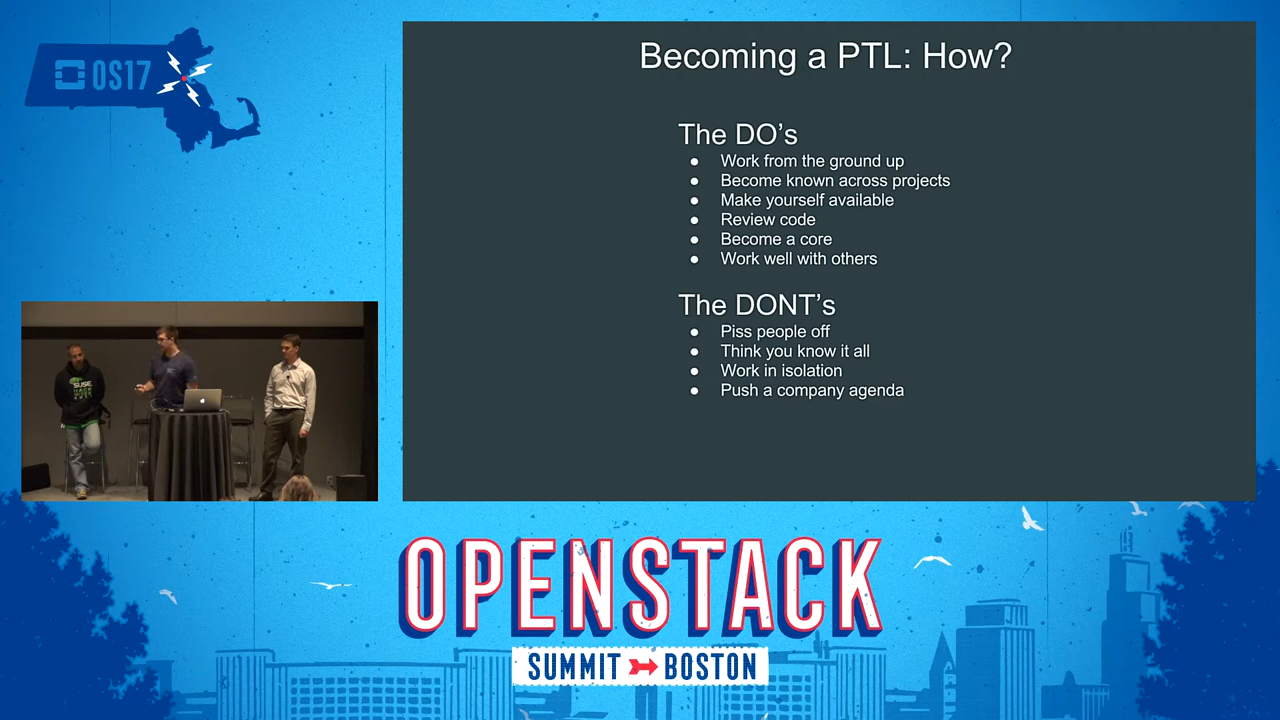 OS17
Becoming a PTL: How?
The DO's
● Work from the ground up
● Become known across projects
● Make yourself available
● Review code
● Become a core
● Work well with others
The DONT's
● Piss people off
● Think you know it all
● Work in isolation
● Push a company agenda
SUSE
HACK
OPENSTACK
SUMMIT BOSTON